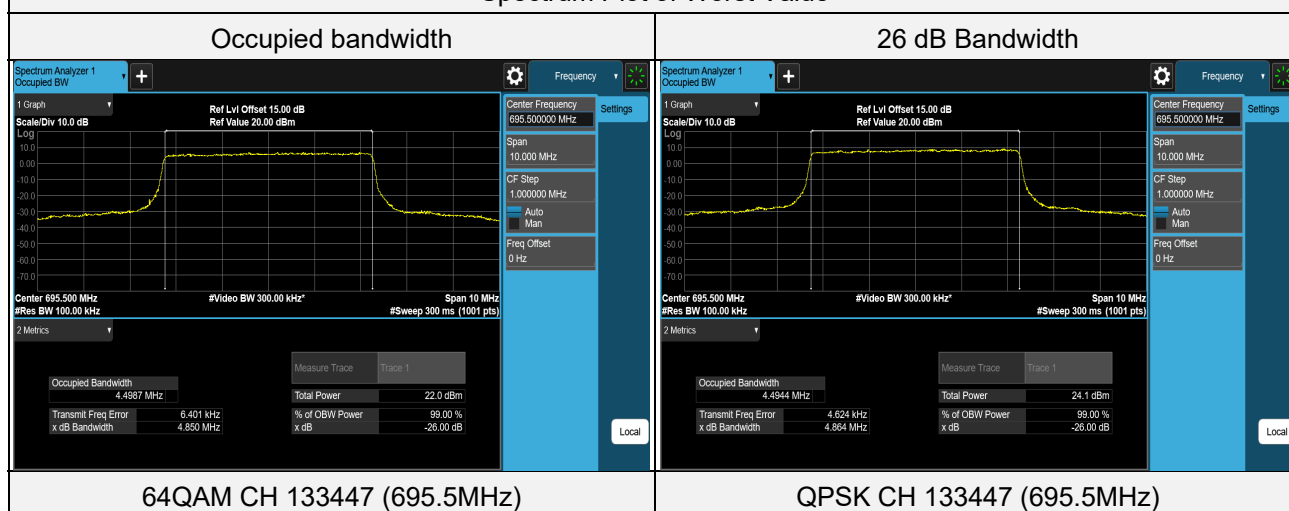 Spectrum Plot of Worst Value
Occupied bandwidth
26 dB Bandwidth
Spectrum Analyzer 1
Occupied BW
+
Frequency
1 Graph
Scale/Div 10.0 dB
Ref Lvl Offset 15.00 dB
Ref Value 20.00 dBm
Log
10.0
0.00
-10.0
-20.0
-30.0
-40.0
-50.0
-60.0
-70.0
Center 695.500 MHz
#Res BW 100.00 kHz
#Video BW 300.00 kHz*
Span 10 MHz
#Sweep 300 ms (1001 pts)
Center Frequency
695.500000 MHz
Settings
Span
10.000 MHz
CF Step
1.000000 MHz
Auto
Man
Freq Offset
0 Hz
Local
2 Metrics
Measure Trace Trace 1
Occupied Bandwidth
4.4987 MHz
Total Power 22.0 dBm
Transmit Freq Error 6.401 kHz
% of OBW Power 99.00 %
x dB Bandwidth 4.850 MHz
x dB -26.00 dB
Spectrum Analyzer 1
Occupied BW
+
Frequency
1 Graph
Scale/Div 10.0 dB
Ref Lvl Offset 15.00 dB
Ref Value 20.00 dBm
Log
10.0
0.00
-10.0
-20.0
-30.0
-40.0
-50.0
-60.0
-70.0
Center 695.500 MHz
#Res BW 100.00 kHz
#Video BW 300.00 kHz*
Span 10 MHz
#Sweep 300 ms (1001 pts)
Center Frequency
695.500000 MHz
Settings
Span
10.000 MHz
CF Step
1.000000 MHz
Auto
Man
Freq Offset
0 Hz
Local
2 Metrics
Measure Trace Trace 1
Occupied Bandwidth
4.4944 MHz
Total Power 24.1 dBm
Transmit Freq Error 4.624 kHz
% of OBW Power 99.00 %
x dB Bandwidth 4.864 MHz
x dB -26.00 dB
64QAM CH 133447 (695.5MHz)
QPSK CH 133447 (695.5MHz)